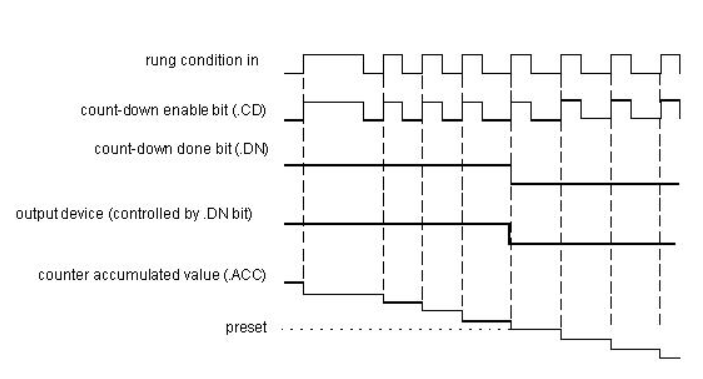 rung condition in
count-down enable bit (.CD)
count-down done bit (.DN)
output device (controlled by .DN bit)
counter accumulated value (.ACC)
preset